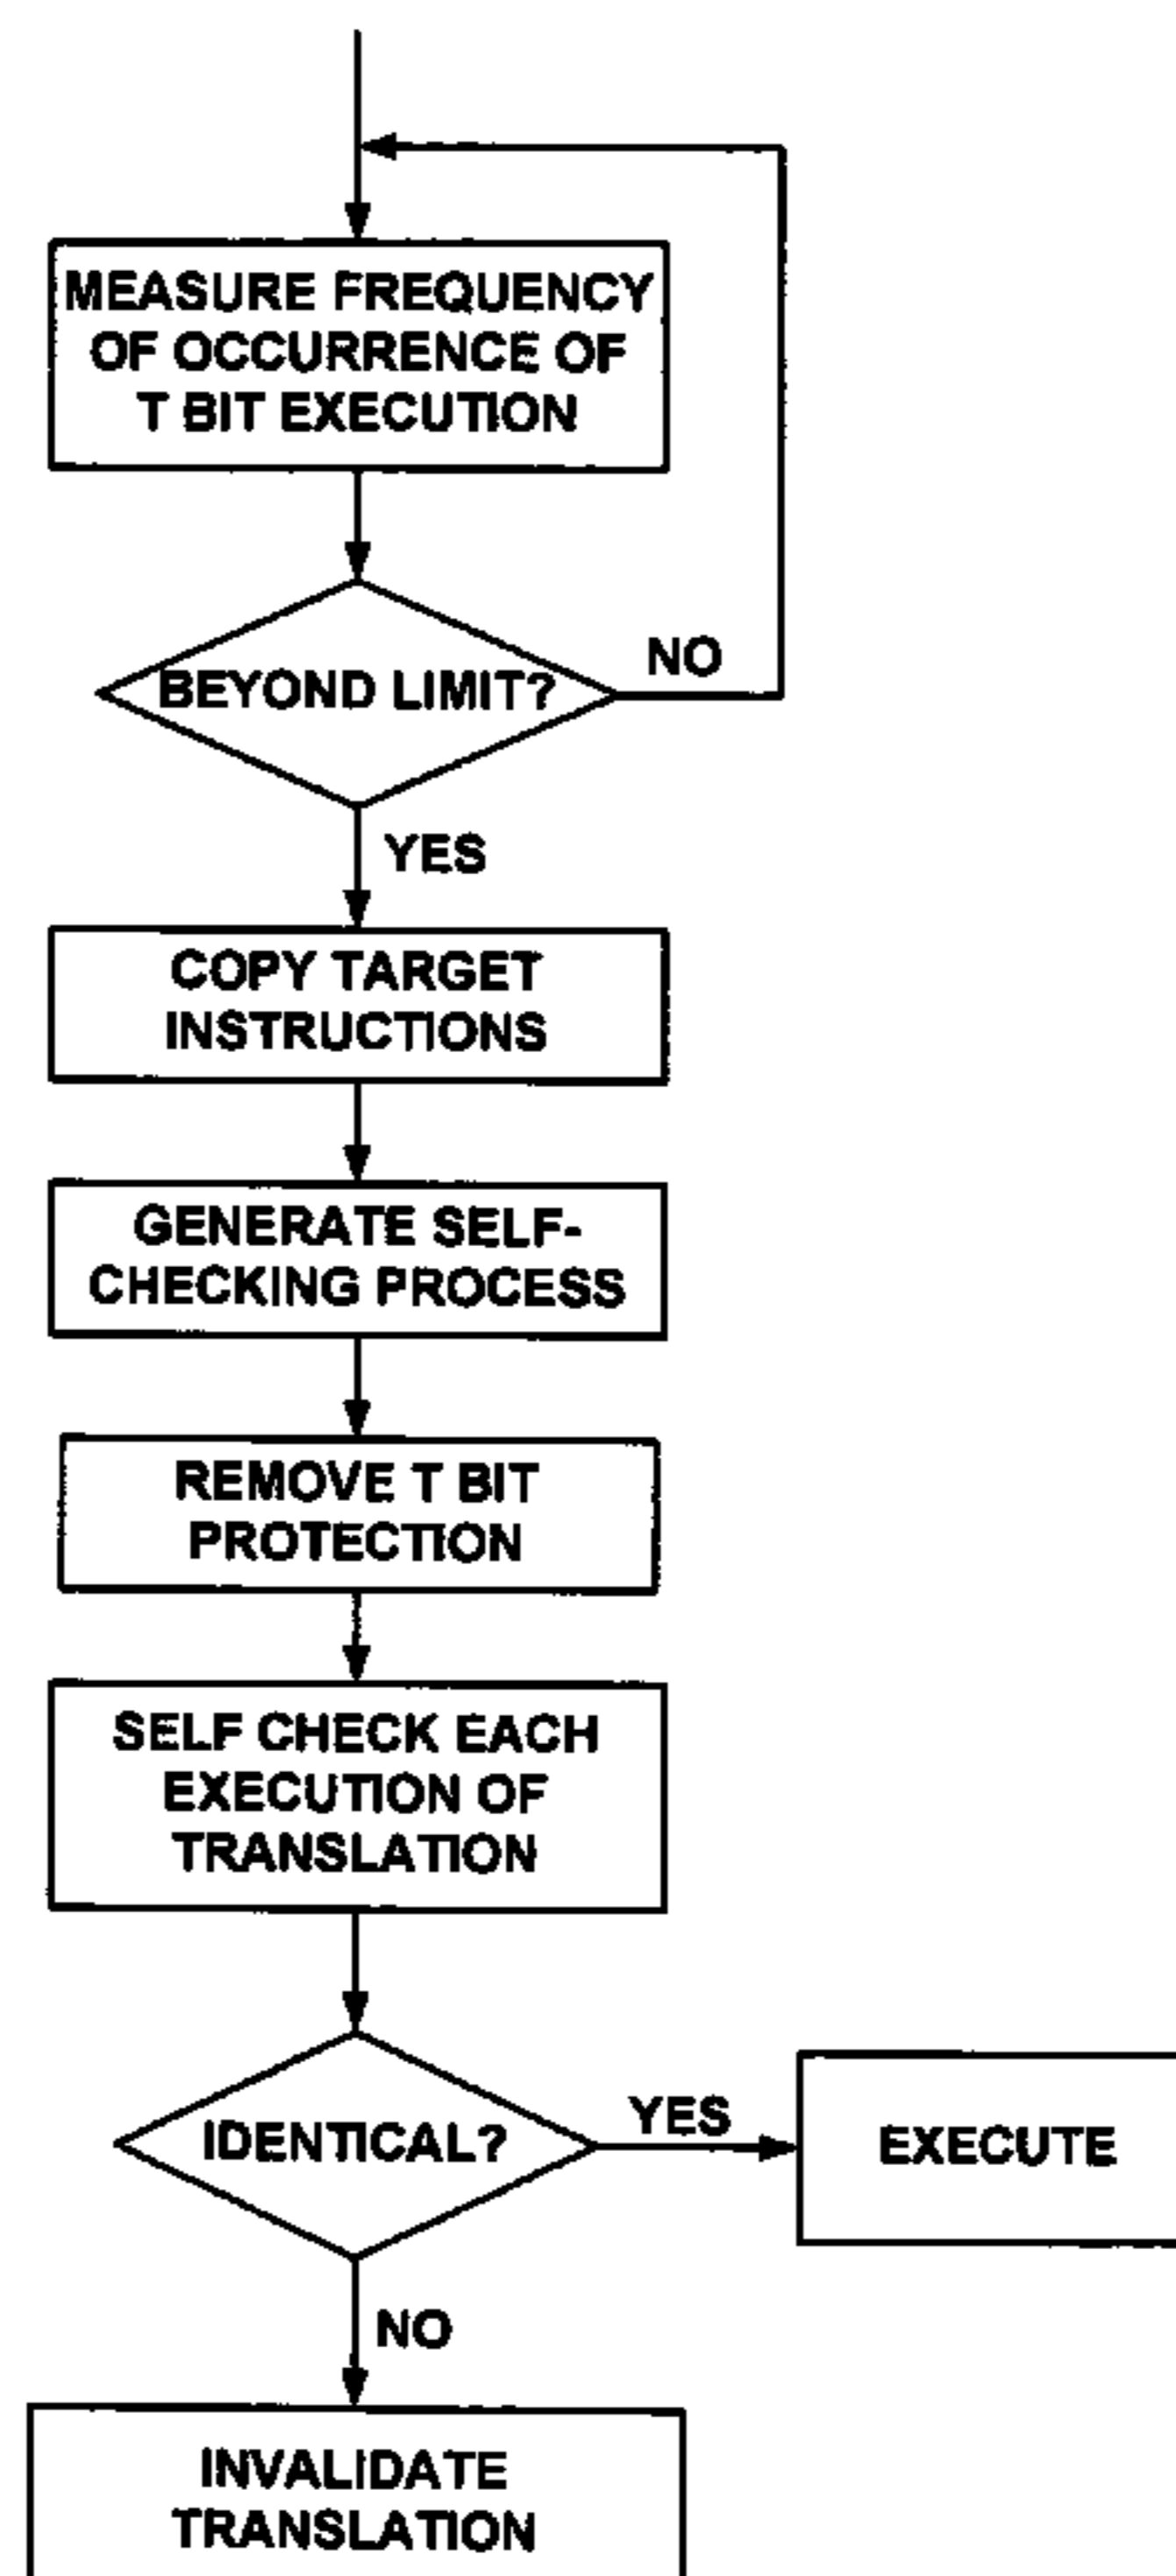 MEASURE FREQUENCY
OF OCCURRENCE OF
T BIT EXECUTION
BEYOND LIMIT?
NO
YES
COPY TARGET
INSTRUCTIONS
GENERATE SELF-
CHECKING PROCESS
REMOVE T BIT
PROTECTION
SELF CHECK EACH
EXECUTION OF
TRANSLATION
IDENTICAL?
YES
EXECUTE
NO
INVALIDATE
TRANSLATION